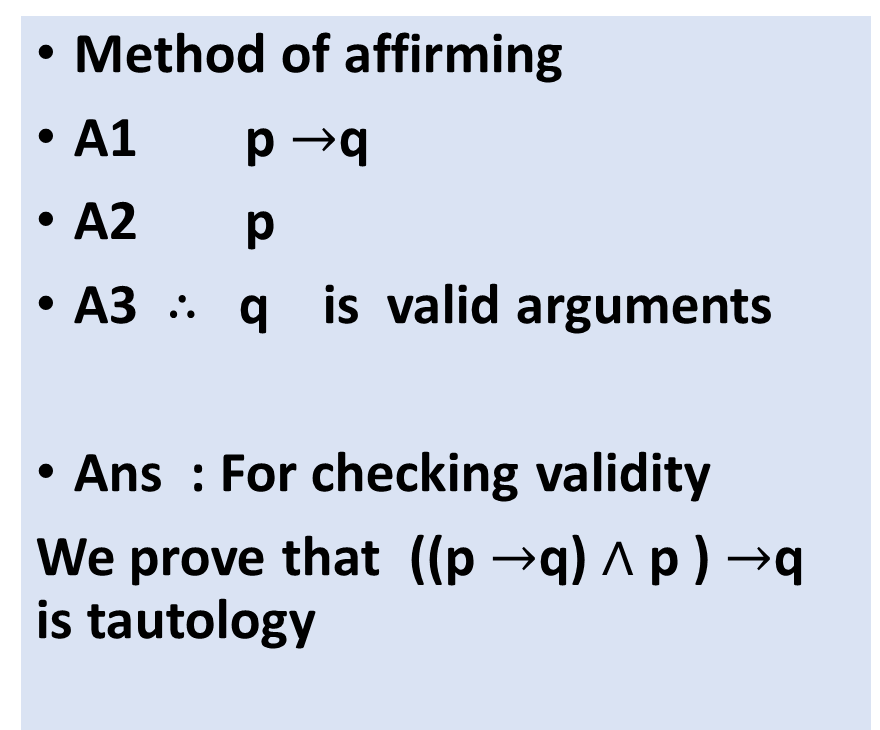 • Method of affirming
• A1 p →q
• A2 p
• A3 ∴ q is valid arguments
• Ans : For checking validity
We prove that ((p →q) ∧ p ) →q
is tautology